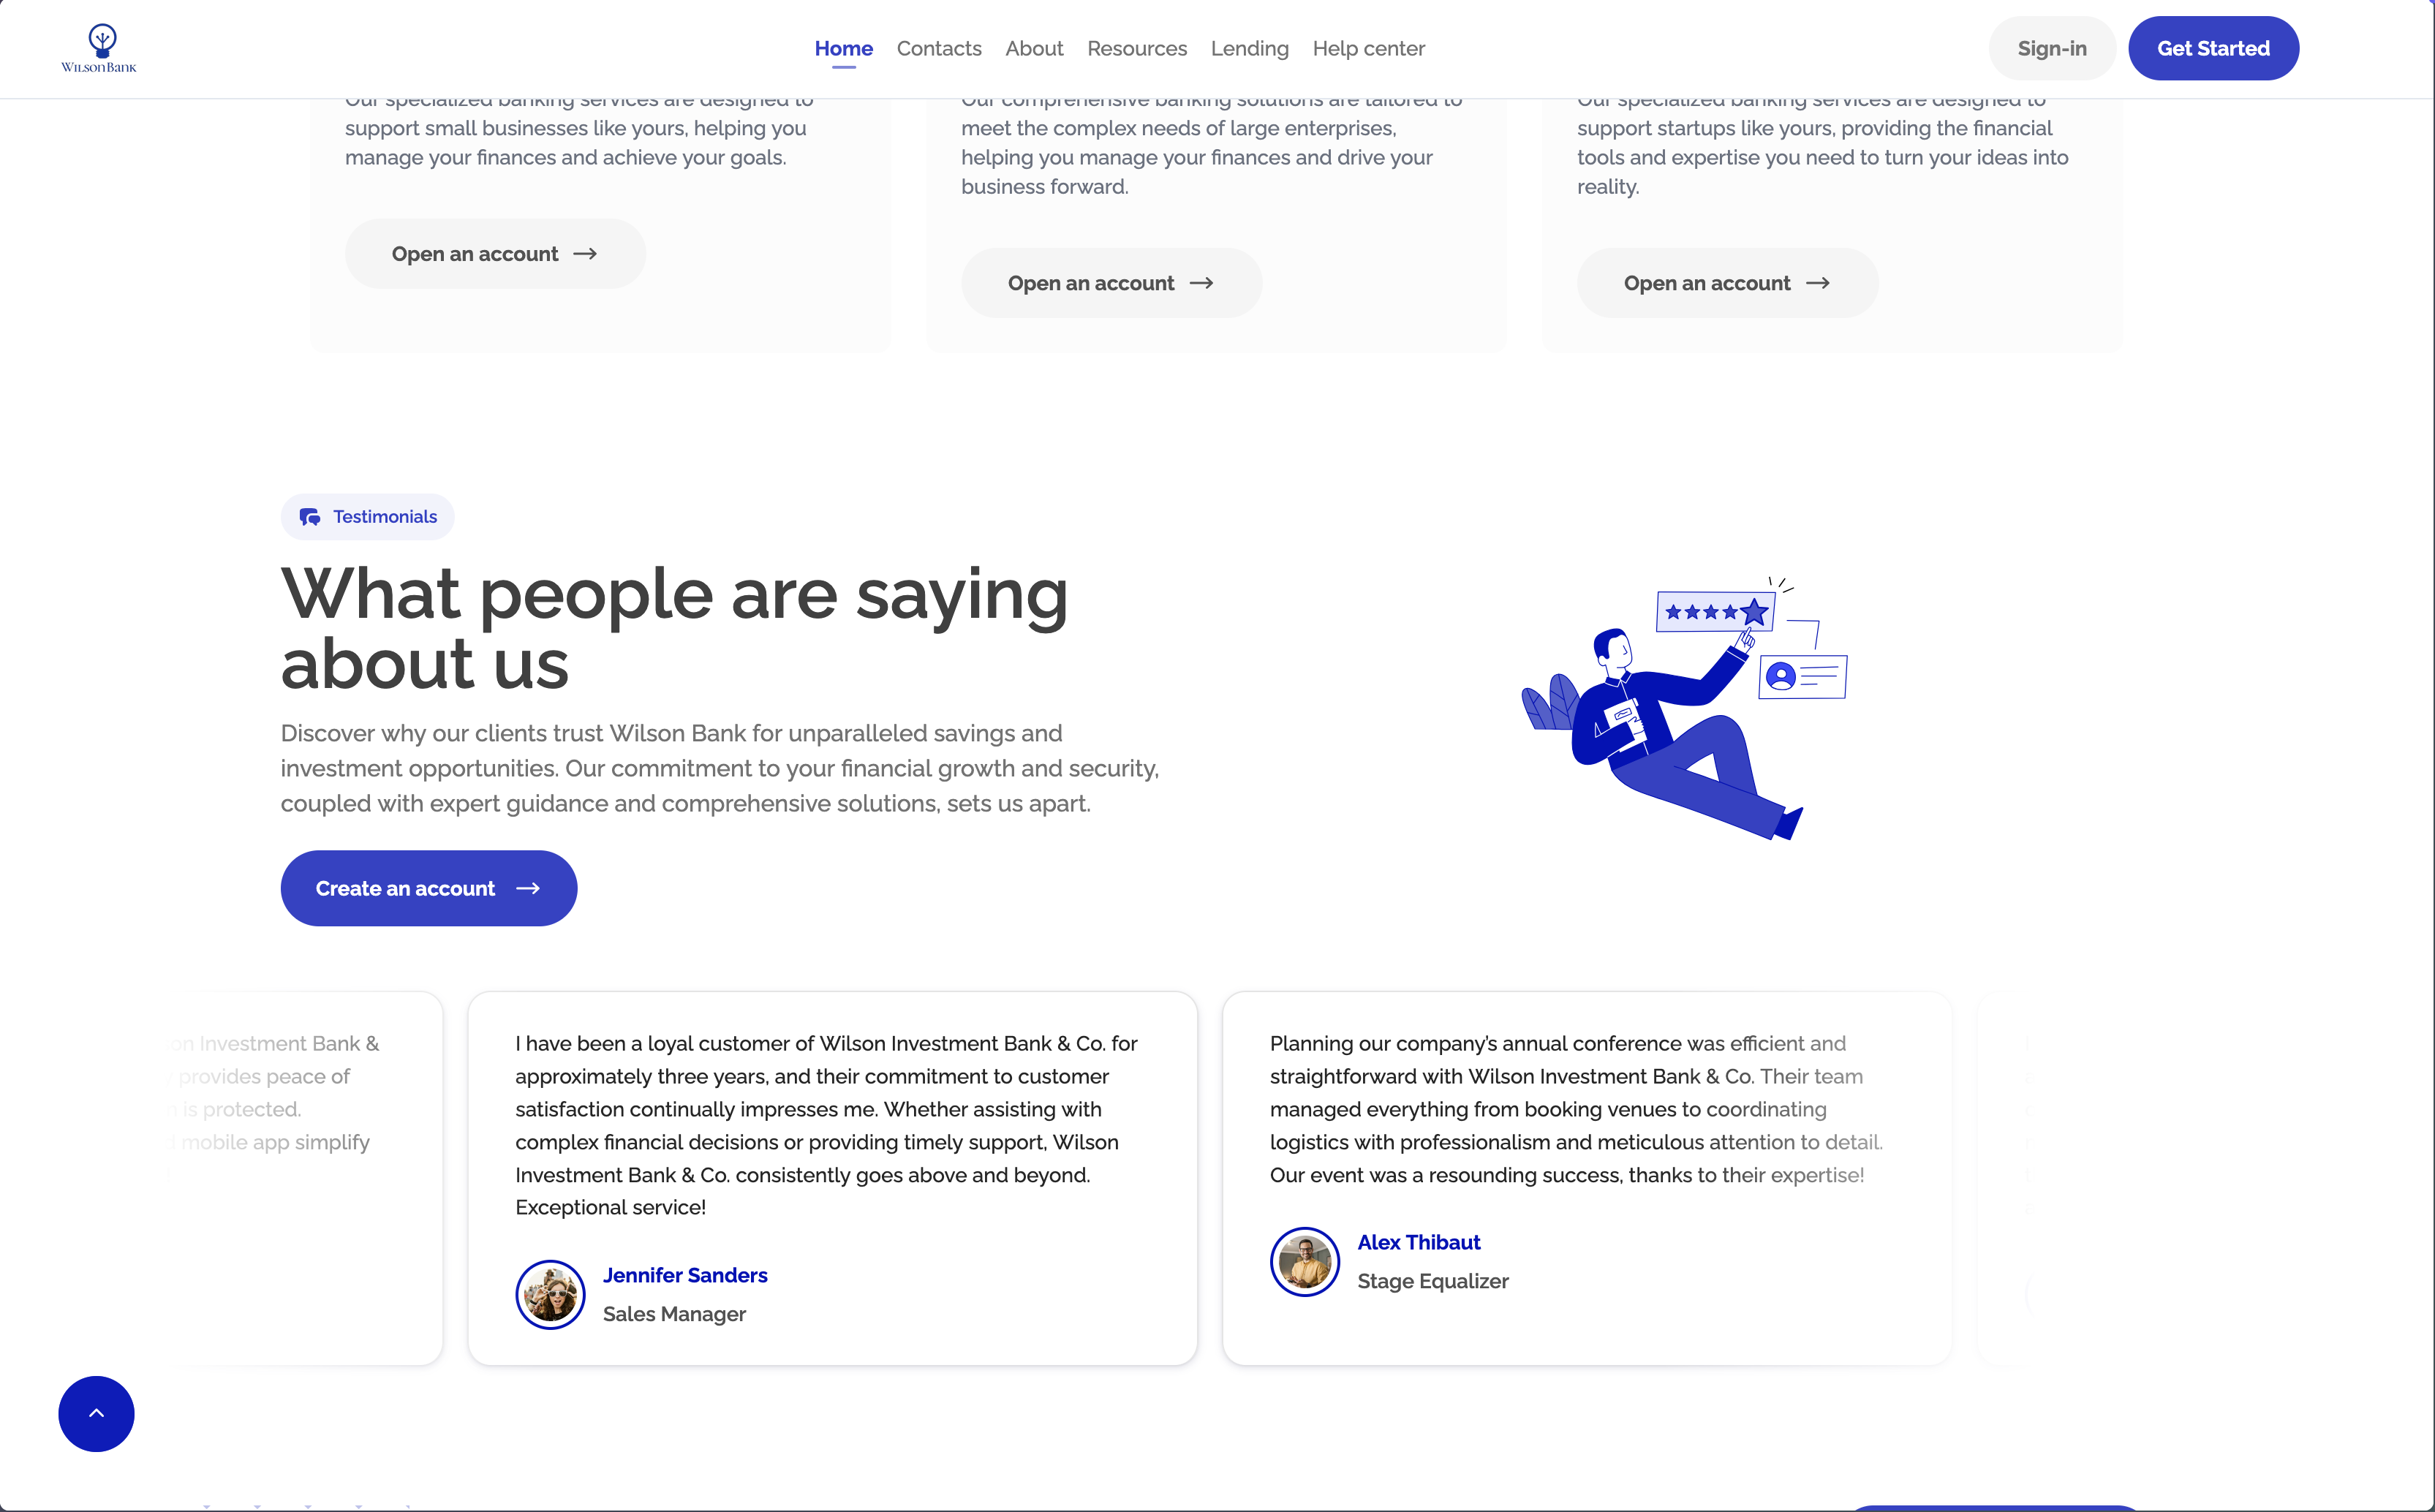 WILSON BANK
Home Contacts About Resources Lending Help center
Sign-in
Get Started
Our specialized banking services are designed to
support small businesses like yours, helping you
manage your finances and achieve your goals.
Open an account
Our comprehensive banking solutions are tailored to
meet the complex needs of large enterprises,
helping you manage your finances and drive your
business forward.
Open an account
Our specialized banking services are designed to
support startups like yours, providing the financial
tools and expertise you need to turn your ideas into
reality.
Open an account
Testimonials
What people are saying
about us
Discover why our clients trust Wilson Bank for unparalleled savings and
investment opportunities. Our commitment to your financial growth and security,
coupled with expert guidance and comprehensive solutions, sets us apart.
Create an account
on Investment Bank &
provides peace of
is protected.
mobile app simplify
I have been a loyal customer of Wilson Investment Bank & Co. for
approximately three years, and their commitment to customer
satisfaction continually impresses me. Whether assisting with
complex financial decisions or providing timely support, Wilson
Investment Bank & Co. consistently goes above and beyond.
Exceptional service!
Jennifer Sanders
Sales Manager
Planning our company's annual conference was efficient and
straightforward with Wilson Investment Bank & Co. Their team
managed everything from booking venues to coordinating
logistics with professionalism and meticulous attention to detail.
Our event was a resounding success, thanks to their expertise!
Alex Thibaut
Stage Equalizer